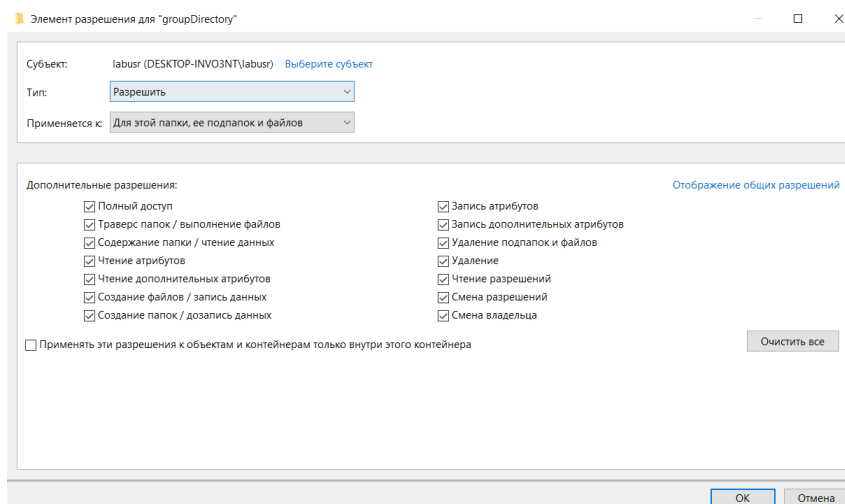 Элемент разрешения для "groupDirectory"
Субъект: labusr (DESKTOP-INVO3NT\labusr) Выберите субъект
Тип: Разрешить
Применяется к: Для этой папки, ее подпапок и файлов
Дополнительные разрешения: Отображение общих разрешений
Полный доступ Запись атрибутов
Траверс папок / выполнение файлов Запись дополнительных атрибутов
Содержание папки / чтение данных Удаление подпапок и файлов
Чтение атрибутов Удаление
Чтение дополнительных атрибутов Чтение разрешений
Создание файлов / запись данных Смена разрешений
Создание папок / дозапись данных Смена владельца
Применять эти разрешения к объектам и контейнерам только внутри этого контейнера Очистить все
ОК Отмена